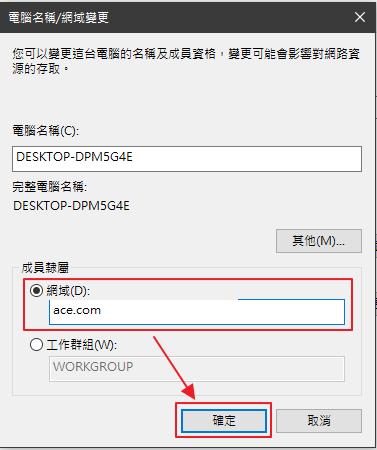 電腦名稱/網域變更
您可以變更這台電腦的名稱及成員資格，變更可能會影響對網路資
源的存取。
電腦名稱(C):
DESKTOP-DPM5G4E
完整電腦名稱:
DESKTOP-DPM5G4E
其他(M)...
成員隸屬
網域(D):
ace.com
工作群組(W):
WORKGROUP
確定
取消